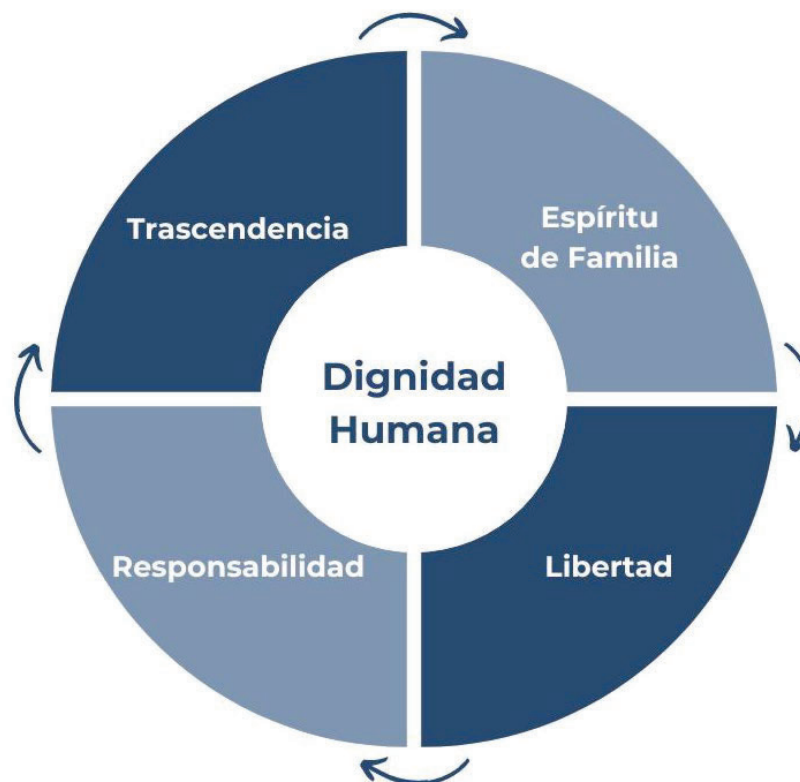 Trascendencia
Espíritu
de Familia
Dignidad
Humana
Responsabilidad
Libertad